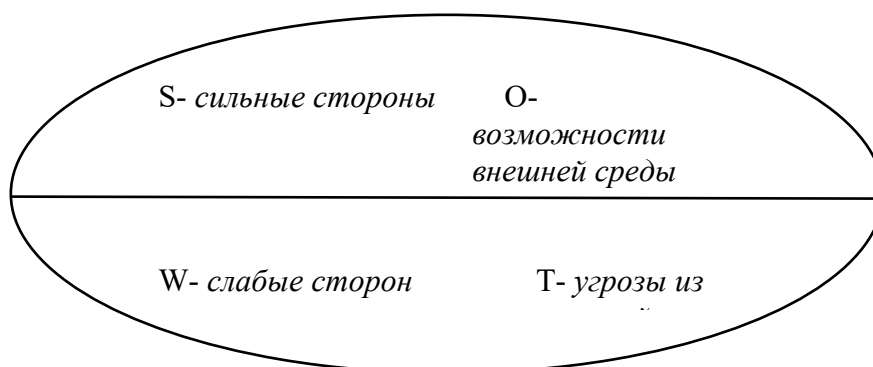 S- сильные стороны
O-
возможности
внешней среды
W- слабые сторон
T- угрозы из